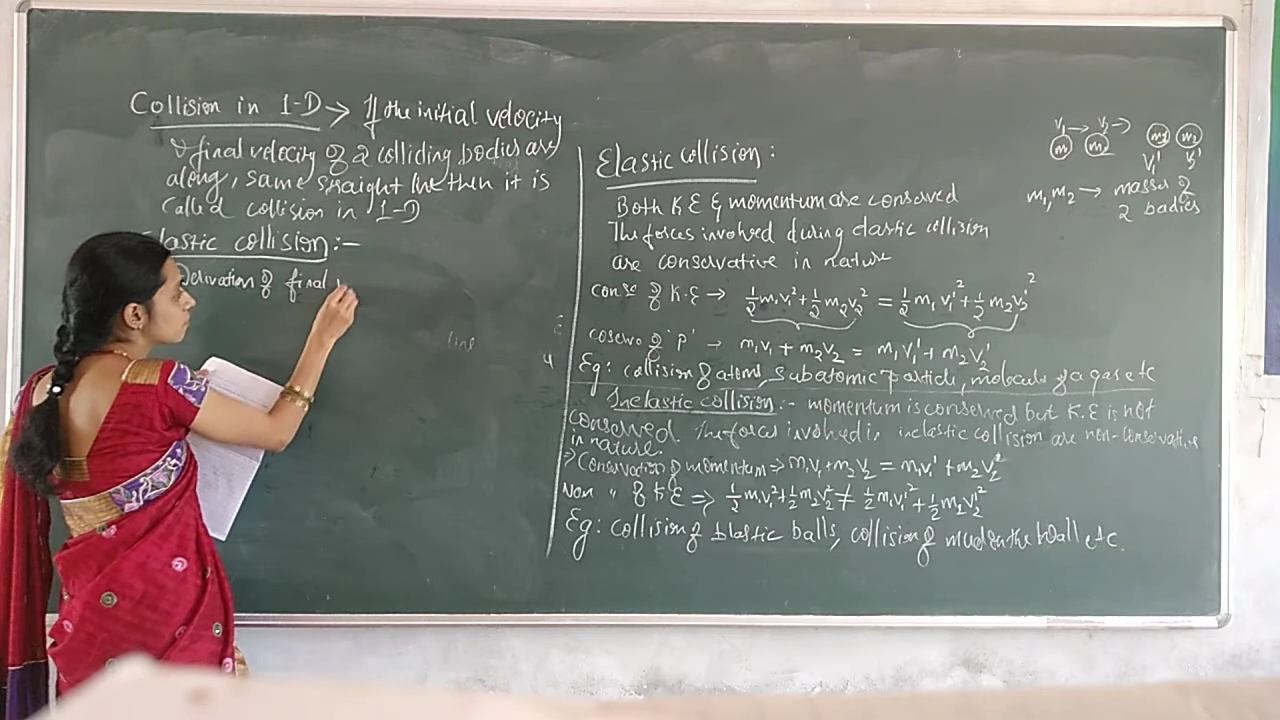 Collision in 1-D → If the initial velocity
& final velocity of 2 colliding bodies are
along, same straight line then it is
called collision in 1-D
Elastic collision:-
Derivation of final
line
Elastic collision:
Both K E & momentum are conserved
The forces involved during elastic collision
are conservative in nature
conse of K.E → ½m₁v₁² + ½m₂v₂² = ½m₁v₁'² + ½m₂v₂'²
coserv of 'P' → m₁v₁ + m₂v₂ = m₁v₁' + m₂v₂'
Eg: collision of atoms, subatomic particle, molecules of a gas etc
Inelastic collision:- momentum is conserved but K.E is not
conserved. The forces involved in inelastic collision are non-conservative
in nature.
⇒ Conservation of momentum ⇒ m₁v₁ + m₂v₂ = m₁v₁' + m₂v₂'
Non " of K E ⇒ ½m₁v₁² + ½m₂v₂² ≠ ½m₁v₁'² + ½m₂v₂'²
Eg: collision of plastic balls, collision of mud on the wall etc.
v₁ → v₂ →
m₁ m₂ m₁ m₂
v₁' v₂'
m₁, m₂ → masses of
2 bodies